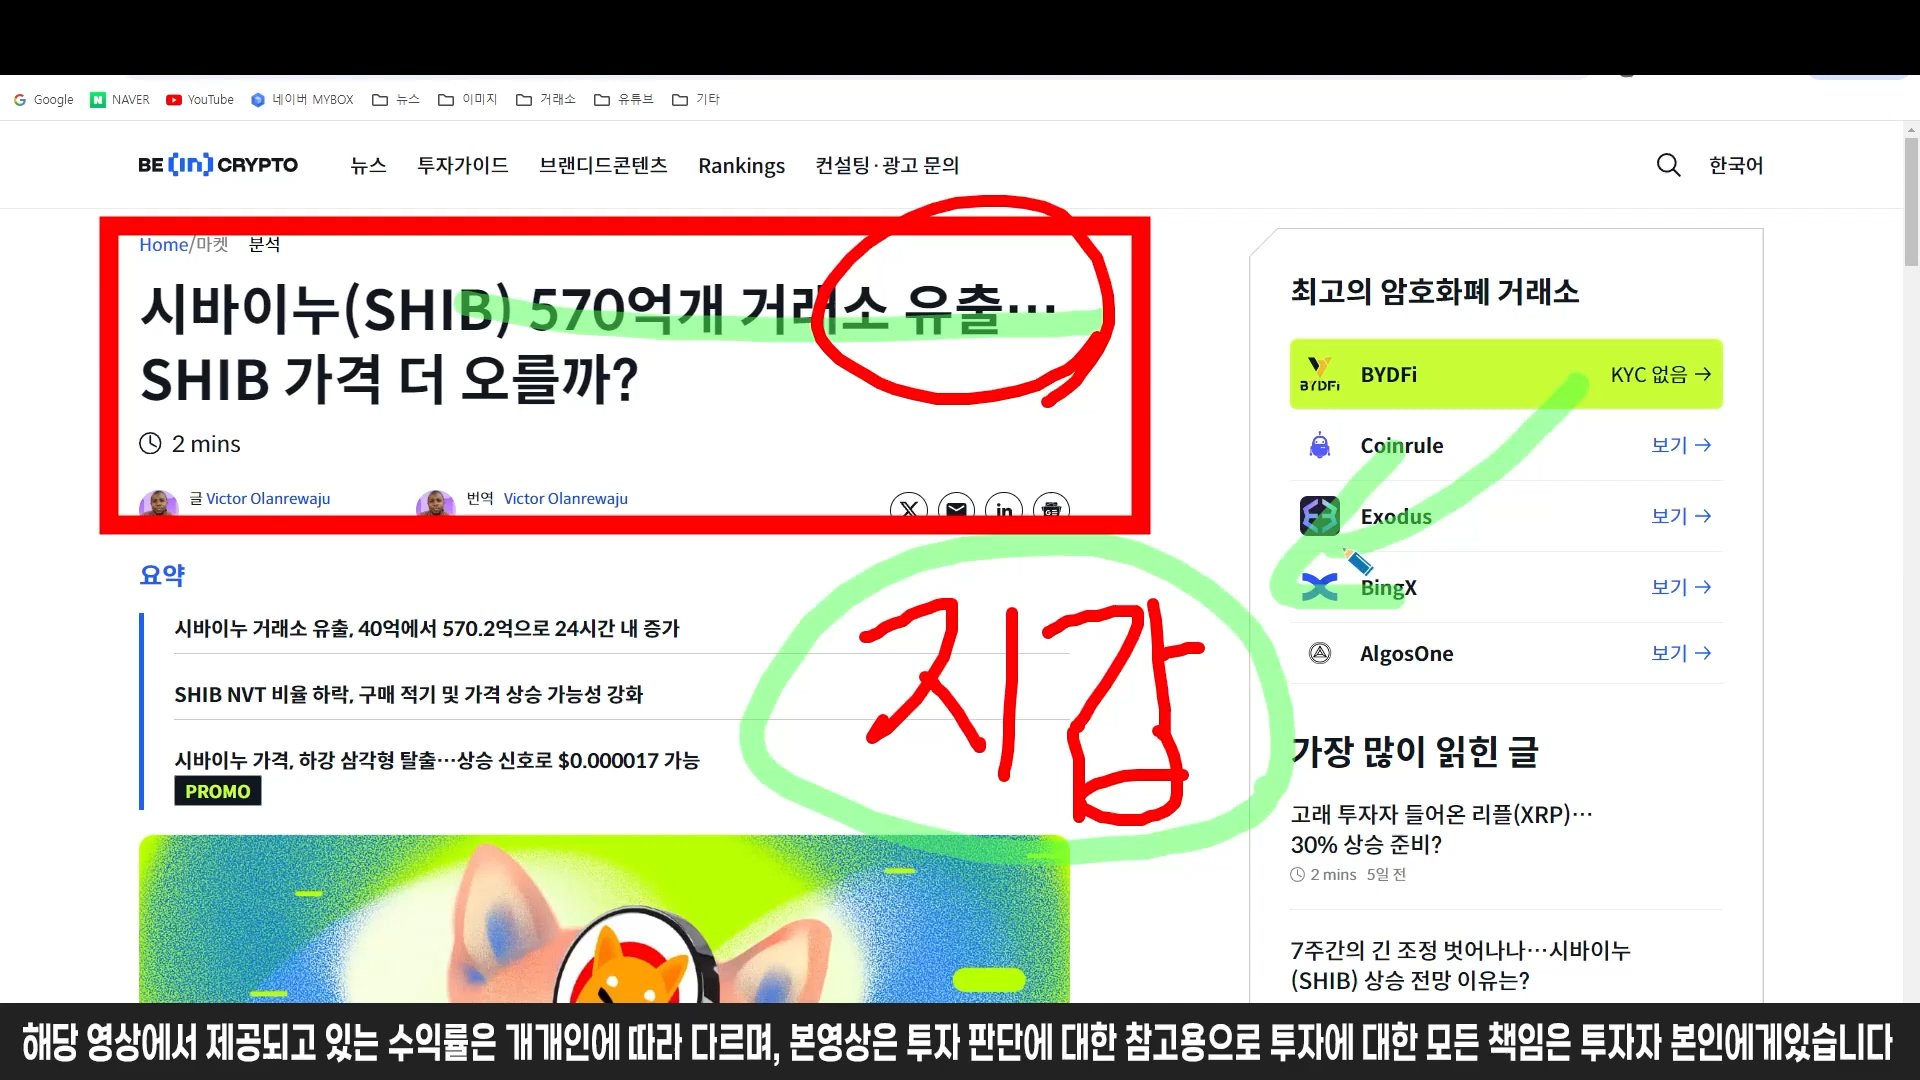 Google NAVER YouTube 네이버 MYBOX 뉴스 이미지 거래소 유튜브 기타
BE [in] CRYPTO 뉴스 투자가이드 브랜디드콘텐츠 Rankings 컨설팅·광고 문의 한국어
Home/마켓 분석
시바이누(SHIB) 570억개 거래소 유출…
SHIB 가격 더 오를까?
2 mins
글 Victor Olanrewaju 번역 Victor Olanrewaju
요약
시바이누 거래소 유출, 40억에서 570.2억으로 24시간 내 증가
SHIB NVT 비율 하락, 구매 적기 및 가격 상승 가능성 강화
시바이누 가격, 하강 삼각형 탈출…상승 신호로 $0.000017 가능
PROMO
지갑
최고의 암호화폐 거래소
BYDFi BYDFi KYC 없음 →
Coinrule 보기 →
Exodus 보기 →
BingX 보기 →
AlgosOne 보기 →
가장 많이 읽힌 글
고래 투자자 들어온 리플(XRP)…
30% 상승 준비?
2 mins 5일 전
7주간의 긴 조정 벗어나나…시바이누
(SHIB) 상승 전망 이유는?
해당 영상에서 제공되고 있는 수익률은 개개인에 따라 다르며, 본영상은 투자 판단에 대한 참고용으로 투자에 대한 모든 책임은 투자자 본인에게있습니다